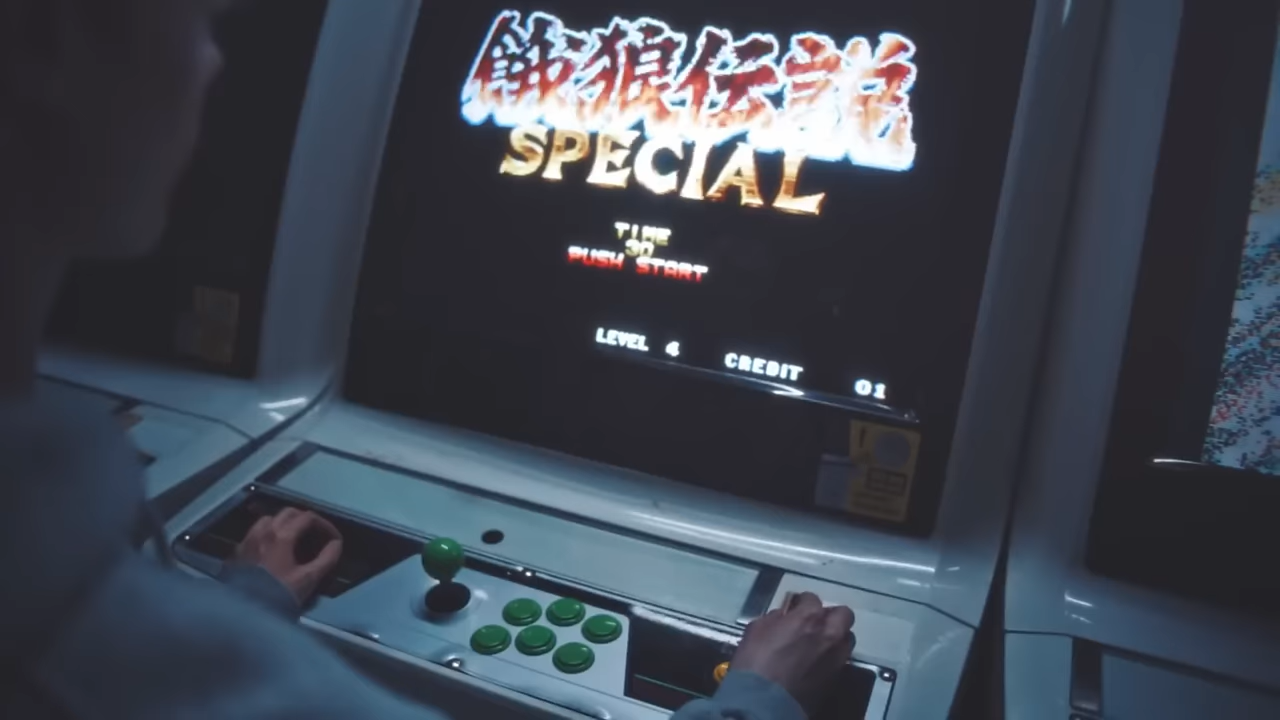 餓狼伝説
SPECIAL
TIME
30
PUSH START
LEVEL 4 CREDIT 01